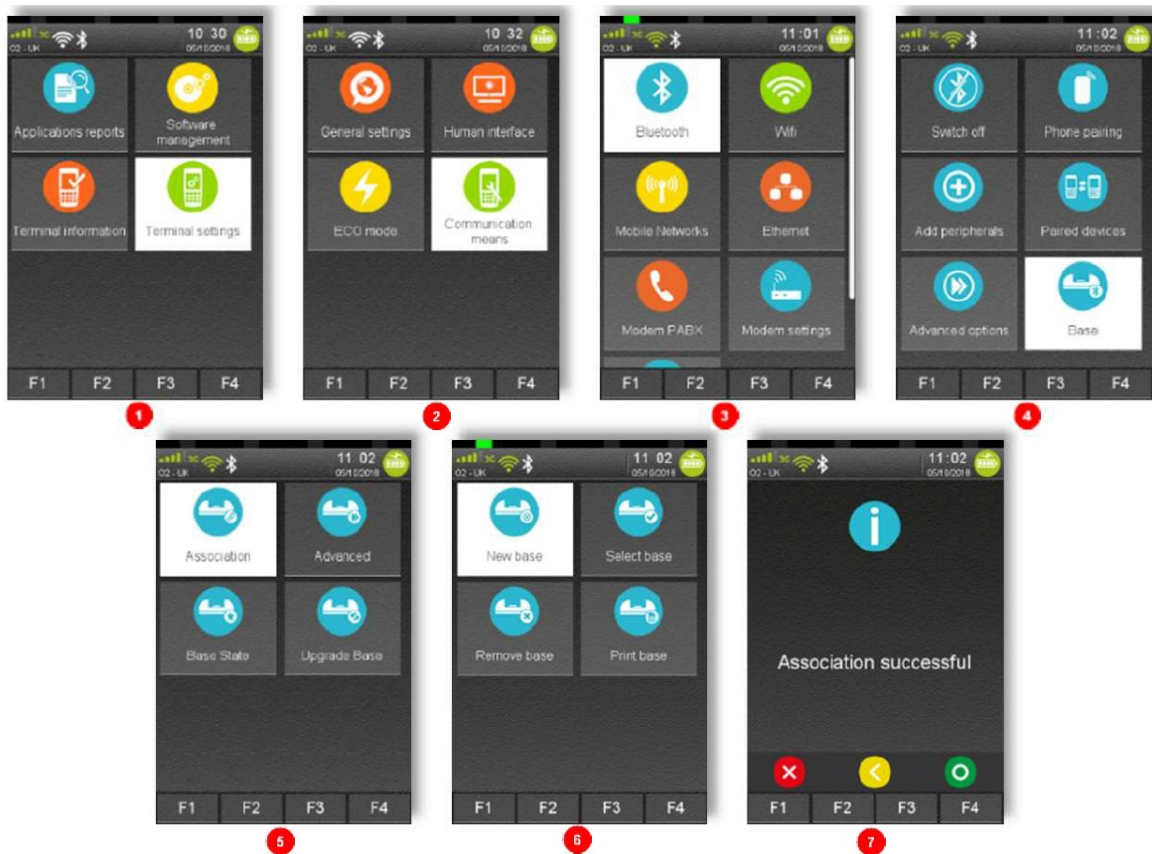 3G 10 30
O2 - UK 05/10/2018
Applications reports
Software
management
Terminal information
Terminal settings
F1 F2 F3 F4
1
3G 10 32
O2 - UK 05/10/2018
General settings
Human interface
ECO mode
Communication
means
F1 F2 F3 F4
2
3G 11:01
O2 - UK 05/10/2018
Bluetooth
Wifi
Mobile Networks
Ethernet
Modem PABX
Modem settings
F1 F2 F3 F4
3
3G 11:02
O2 - UK 05/10/2018
Switch off
Phone pairing
Add peripherals
Paired devices
Advanced options
Base
F1 F2 F3 F4
4
3G 11 02
O2 - UK 05/10/2018
Association
Advanced
Base State
Upgrade Base
F1 F2 F3 F4
5
3G 11 02
O2 - UK 05/10/2018
New base
Select base
Remove base
Print base
F1 F2 F3 F4
6
3G 11:02
O2 - UK 05/10/2018
i
Association successful
F1 F2 F3 F4
7